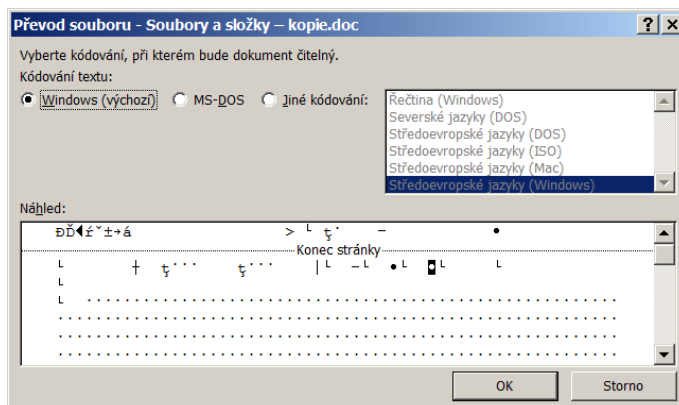 Převod souboru - Soubory a složky – kopie.doc
Vyberte kódování, při kterém bude dokument čitelný.
Kódování textu:
Windows (výchozí) MS-DOS Jiné kódování:
Řečtina (Windows)
Severské jazyky (DOS)
Středoevropské jazyky (DOS)
Středoevropské jazyky (ISO)
Středoevropské jazyky (Mac)
Středoevropské jazyky (Windows)
Náhled:
Konec stránky
OK Storno